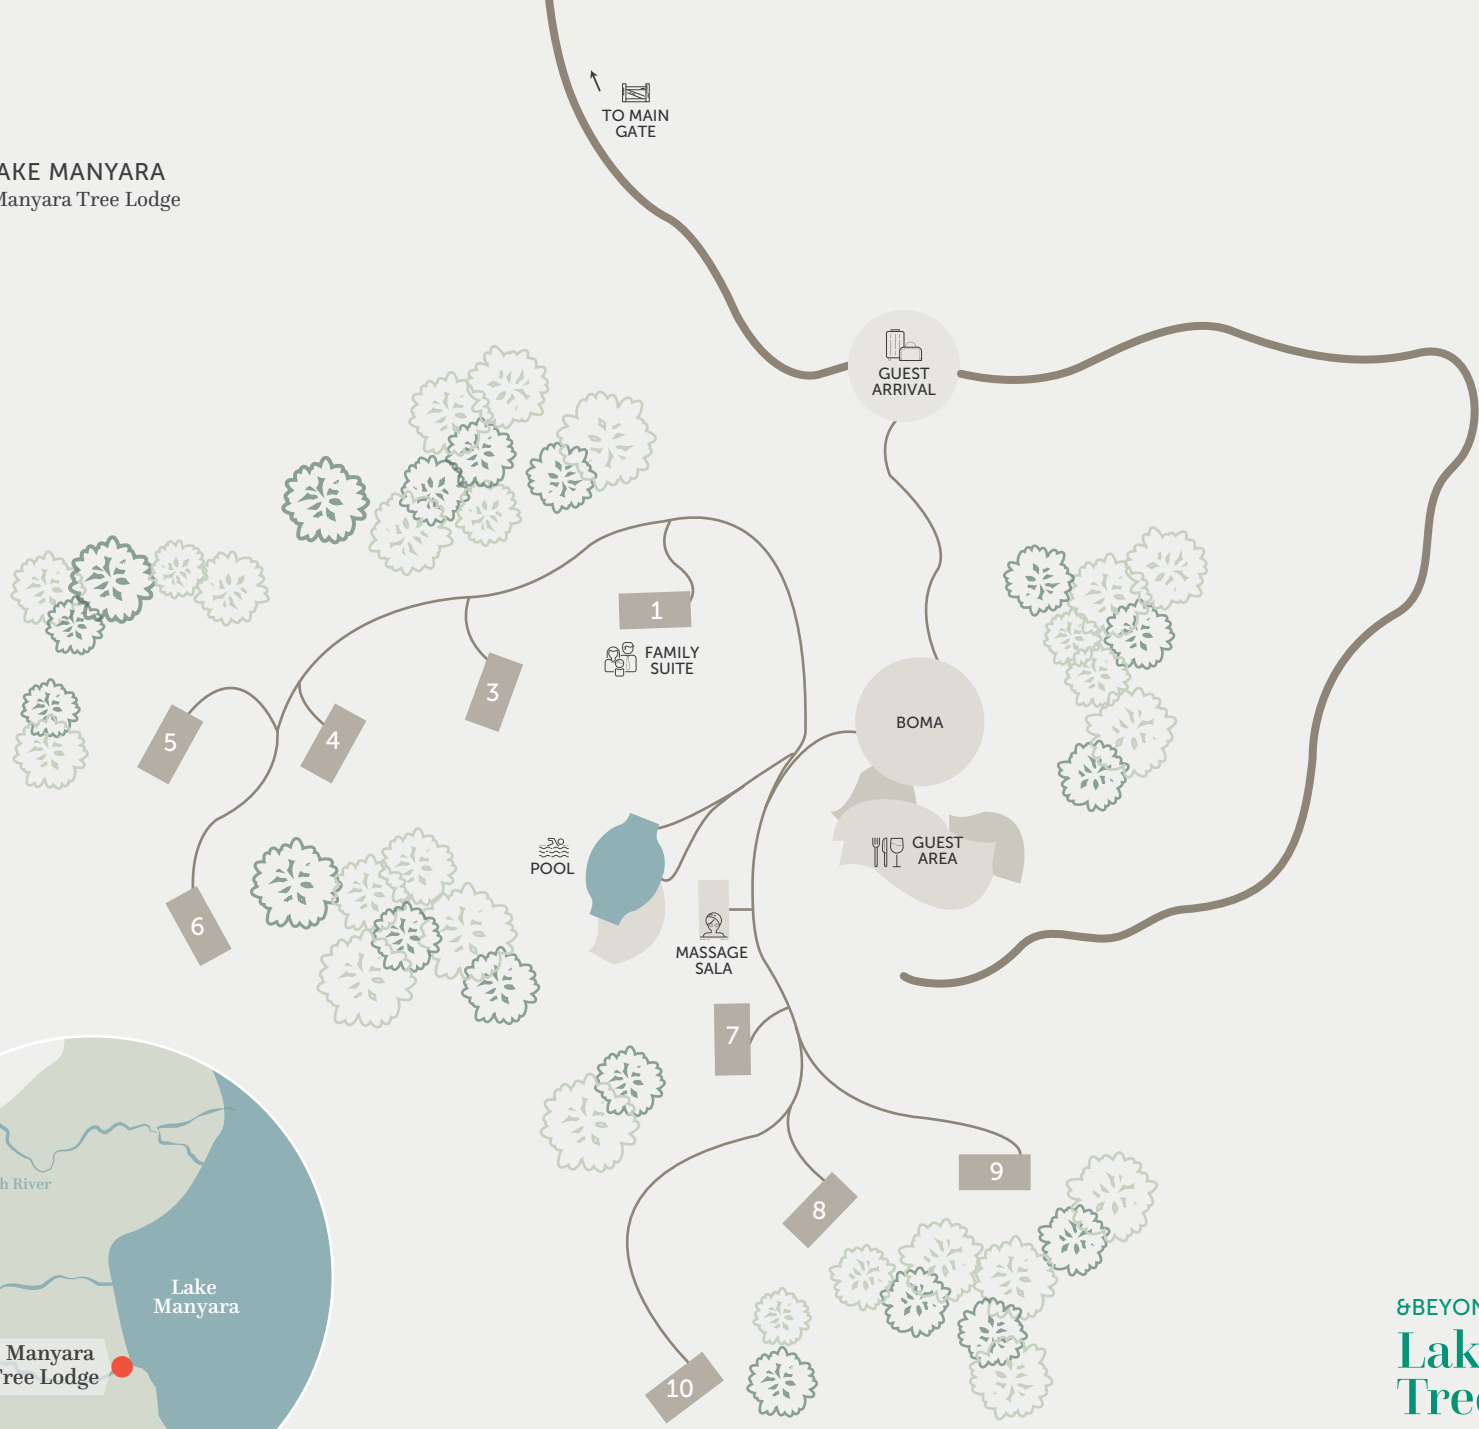 TO MAIN
GATE
AKE MANYARA
Manyara Tree Lodge
GUEST
ARRIVAL
1
FAMILY
SUITE
3
5
4
BOMA
GUEST
AREA
POOL
6
MASSAGE
SALA
7
9
8
10
h River
Lake
Manyara
Manyara
Tree Lodge
&BEYON
Lak
Tree